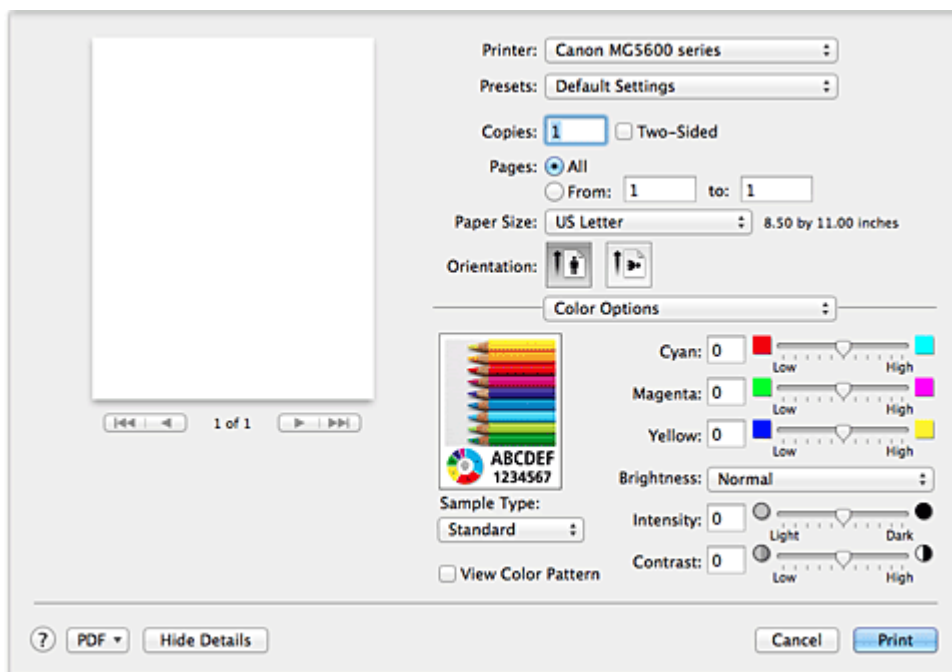 Printer: Canon MG5600 series
Presets: Default Settings
Copies: 1 Two-Sided
Pages: All
From: 1 to: 1
Paper Size: US Letter 8.50 by 11.00 inches
Orientation:
Color Options
Cyan: 0
Low High
Magenta: 0
Low High
Yellow: 0
Low High
1 of 1
ABCDEF
1234567
Brightness: Normal
Sample Type:
Standard
Intensity: 0
Light Dark
Contrast: 0
Low High
View Color Pattern
? PDF Hide Details Cancel Print